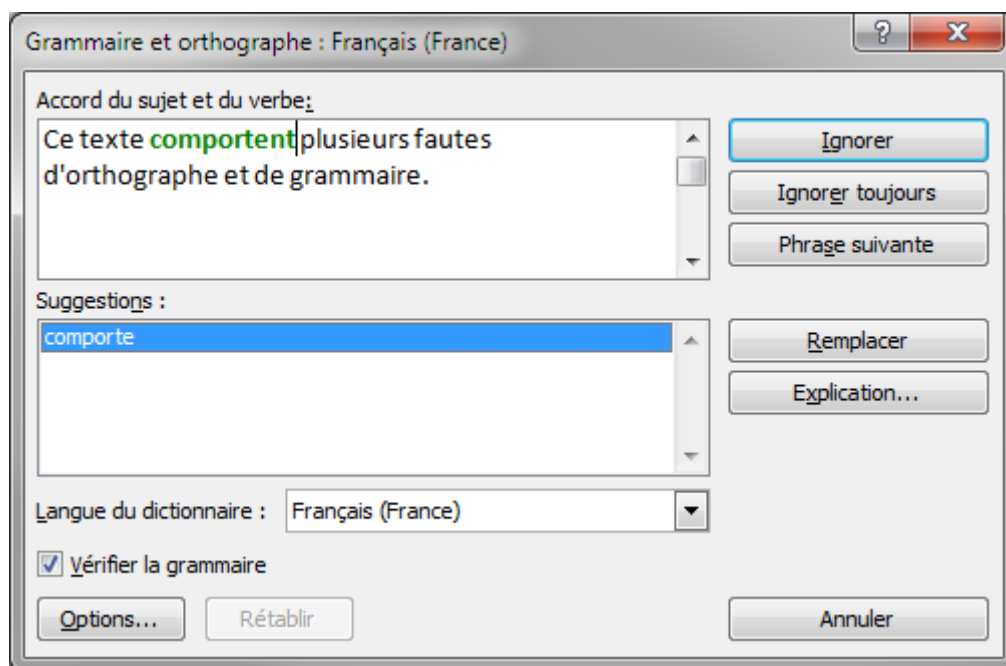 Grammaire et orthographe : Français (France)
Accord du sujet et du verbe:
Ce texte comportent plusieurs fautes
d'orthographe et de grammaire.
Ignorer
Ignorer toujours
Phrase suivante
Suggestions :
comporte
Remplacer
Explication...
Langue du dictionnaire : Français (France)
Vérifier la grammaire
Options... Rétablir Annuler